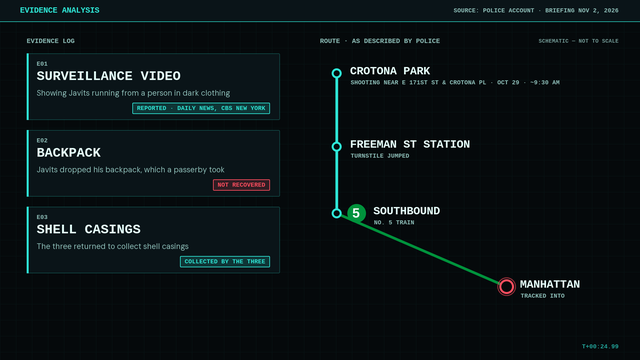 EVIDENCE ANALYSIS
SOURCE: POLICE ACCOUNT · BRIEFING NOV 2, 2026
EVIDENCE LOG
E01
SURVEILLANCE VIDEO
Showing Javits running from a person in dark clothing
REPORTED · DAILY NEWS, CBS NEW YORK
E02
BACKPACK
Javits dropped his backpack, which a passerby took
NOT RECOVERED
E03
SHELL CASINGS
The three returned to collect shell casings
COLLECTED BY THE THREE
ROUTE · AS DESCRIBED BY POLICE
SCHEMATIC — NOT TO SCALE
CROTONA PARK
SHOOTING NEAR E 171ST ST & CROTONA PL · OCT 29 · ~9:30 AM
FREEMAN ST STATION
TURNSTILE JUMPED
5
SOUTHBOUND
NO. 5 TRAIN
MANHATTAN
TRACKED INTO
T+00:24.99